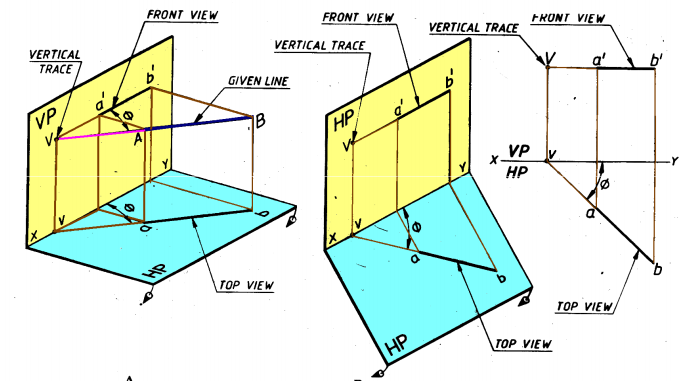 FRONT VIEW
VERTICAL
TRACE
VP
a'
b'
GIVEN LINE
V
Ø
A
B
Y
Ø
X
v
a
b
HP
TOP VIEW
A
FRONT VIEW
VERTICAL TRACE
HP
a'
b'
V
Y
Ø
X
v
a
b
HP
TOP VIEW
FRONT VIEW
VERTICAL TRACE
V
a'
b'
X
VP
HP
v
Y
Ø
a
b
TOP VIEW